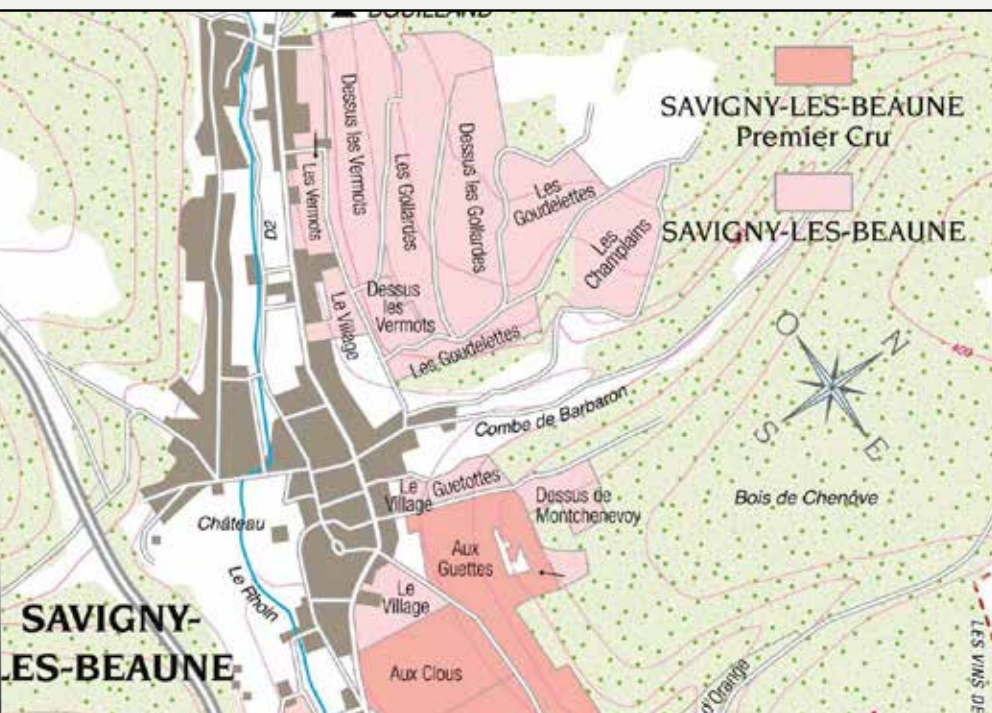 BOUILLAND
SAVIGNY-LES-BEAUNE
Premier Cru
SAVIGNY-LES-BEAUNE
Dessus les Vermots
Les Gollardes
Dessus les Gollardes
Les Vermots
Les
Goudelettes
Les
Champlains
Dessus
les
Vermots
Le Village
Les Goudelettes
O
N
S
E
400
Combe de Barbaron
Le
Village
Guetottes
Dessus de
Montchenevoy
Bois de Chenôve
Château
Aux
Guettes
Le Rhoin
Le
Village
SAVIGNY-
LES-BEAUNE
Aux Clous
d'Orange
LES VINS DE